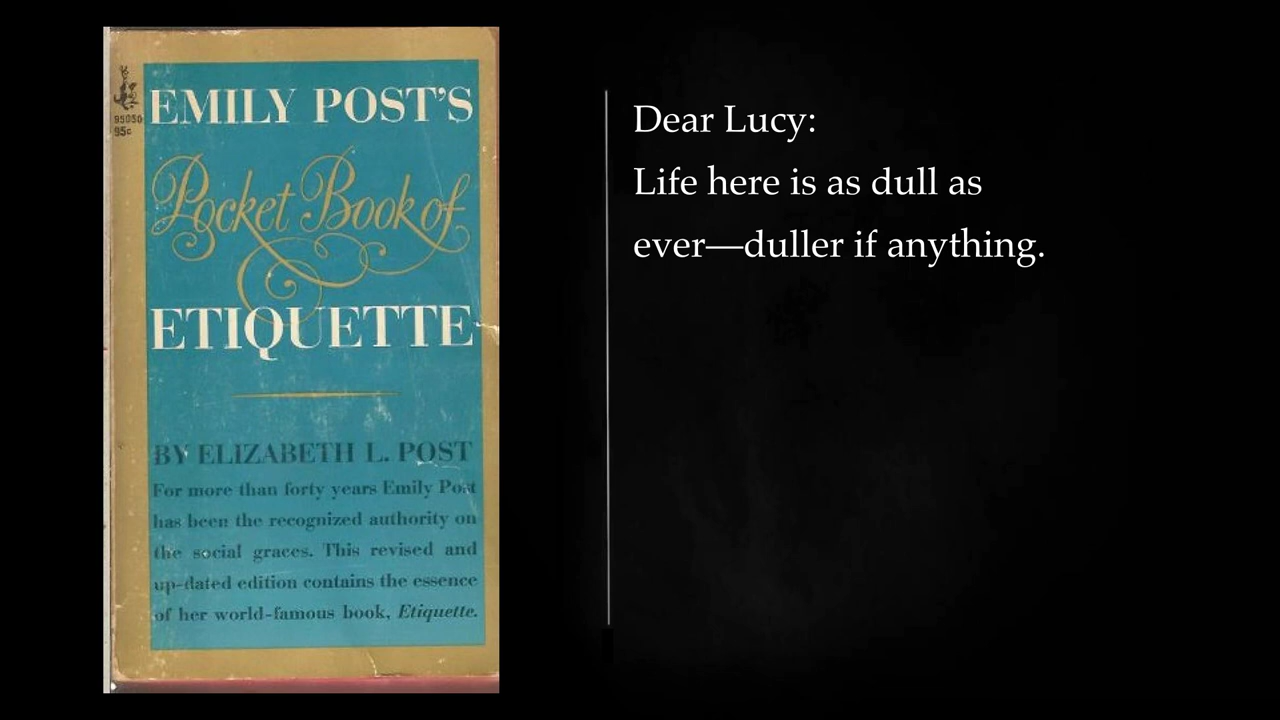 95050
95c
EMILY POST'S
Pocket Book of
ETIQUETTE
BY ELIZABETH L. POST
For more than forty years Emily Post
has been the recognized authority on
the social graces. This revised and
up-dated edition contains the essence
of her world-famous book, Etiquette.
Dear Lucy:
Life here is as dull as
ever—duller if anything.